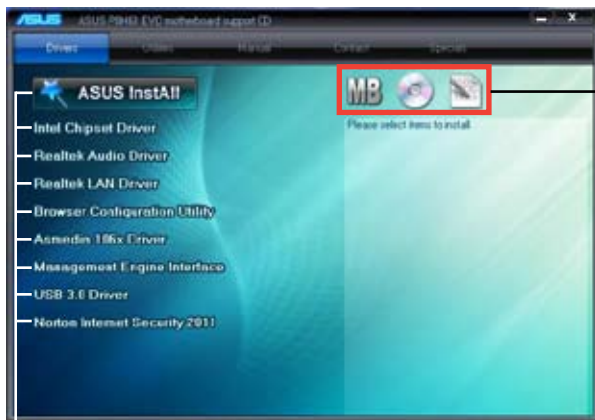 ASUS ASUS P8H61 EVO motherboard support CD
Drivers Utilities Manual Contact Specials
ASUS InstAll
MB
Please select items to install.
Intel Chipset Driver
Realtek Audio Driver
Realtek LAN Driver
Browser Configuration Utility
Asmedia 106x Driver
Management Engine Interface
USB 3.0 Driver
Norton Internet Security 2011